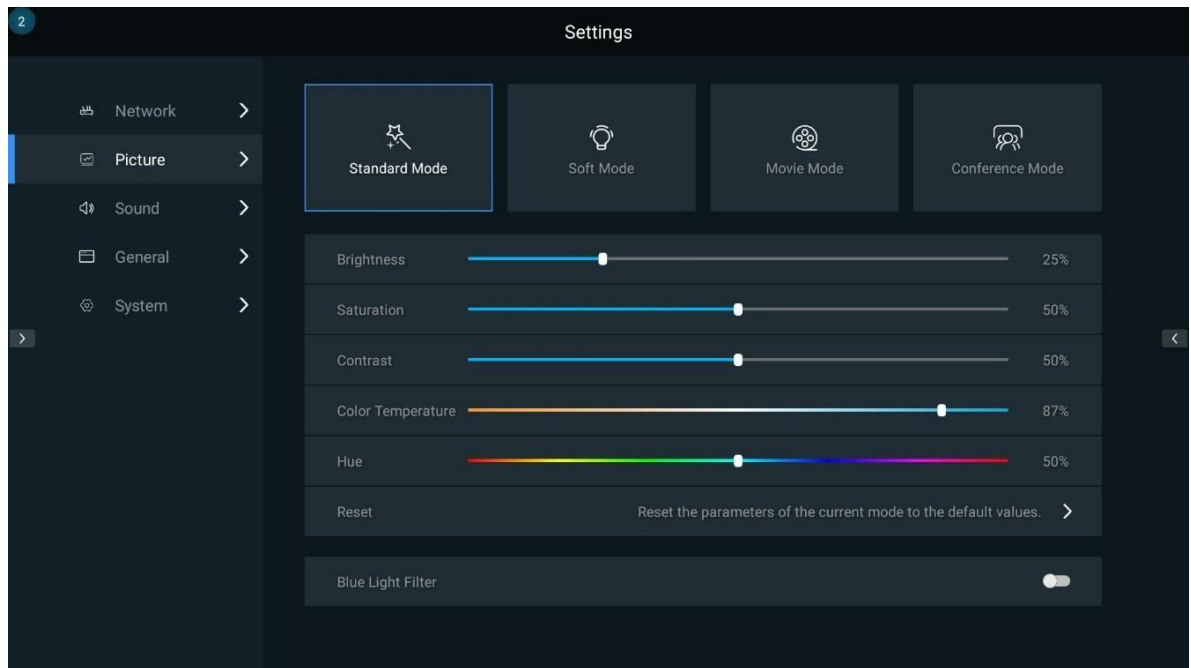 2
Settings
Network
Picture
Sound
General
System
Standard Mode
Soft Mode
Movie Mode
Conference Mode
Brightness 25%
Saturation 50%
Contrast 50%
Color Temperature 87%
Hue 50%
Reset Reset the parameters of the current mode to the default values.
Blue Light Filter